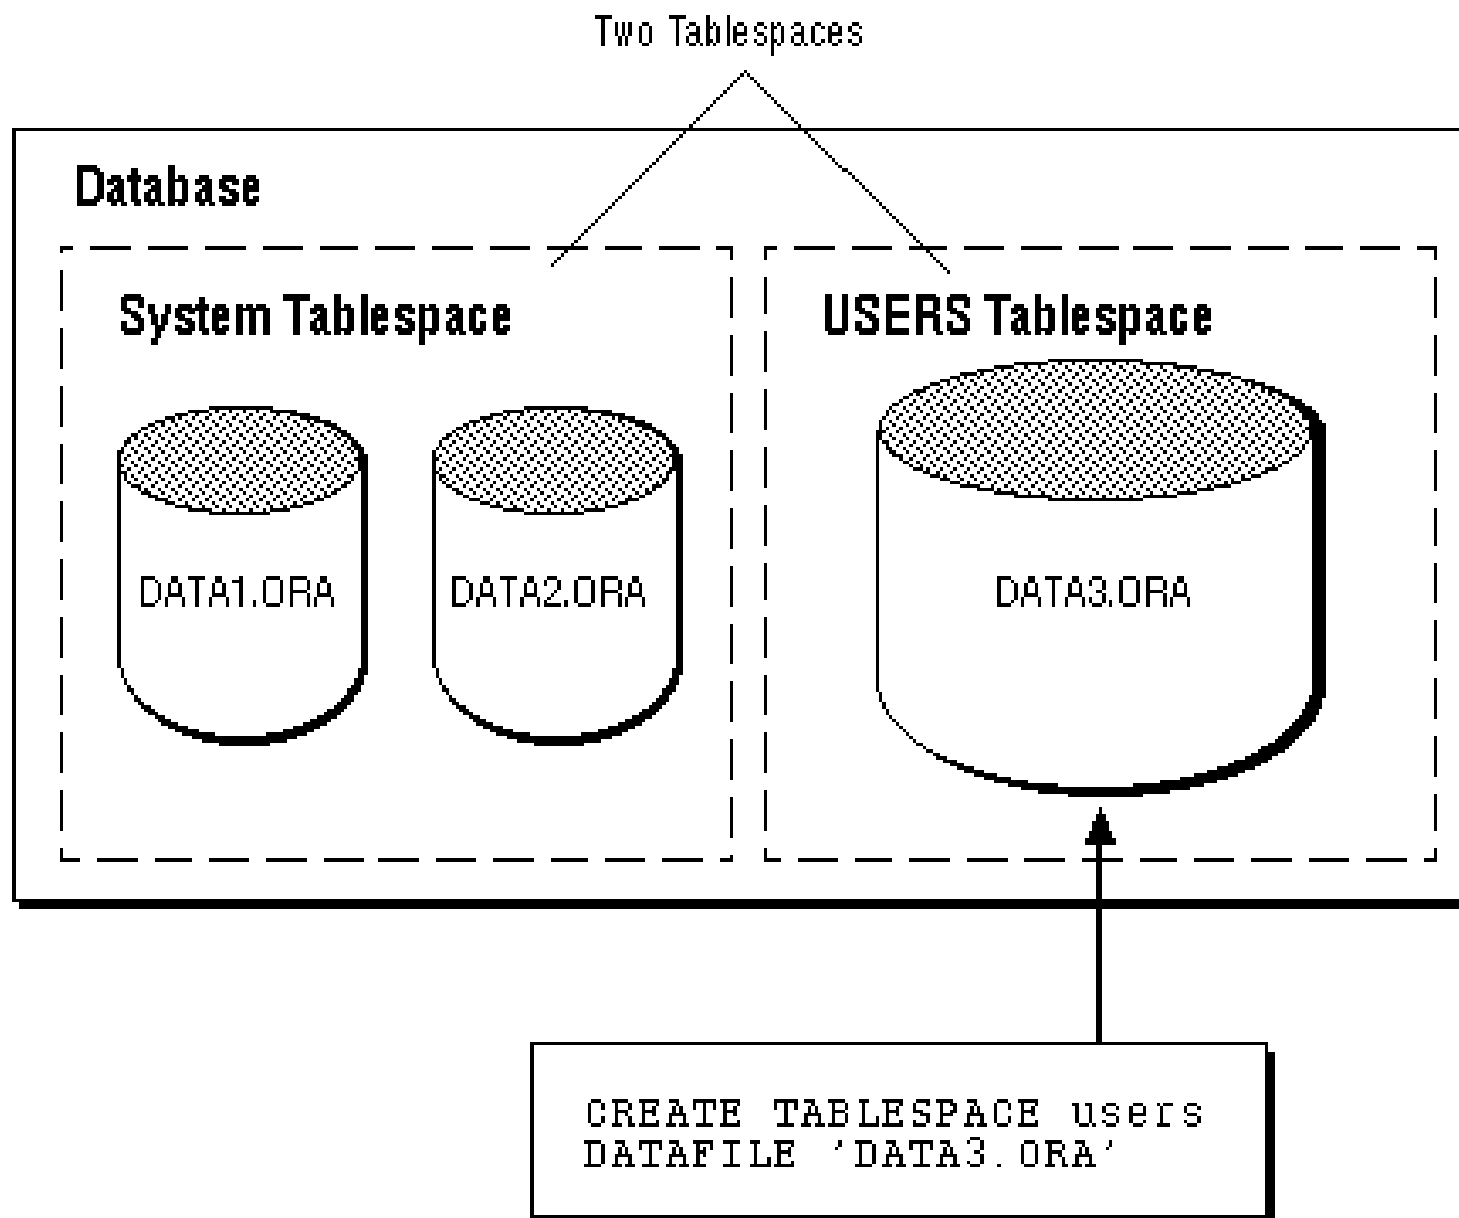 Two Tablespaces
Database
System Tablespace
USERS Tablespace
DATA1.ORA
DATA2.ORA
DATA3.ORA
CREATE TABLESPACE users
DATAFILE 'DATA3.ORA'